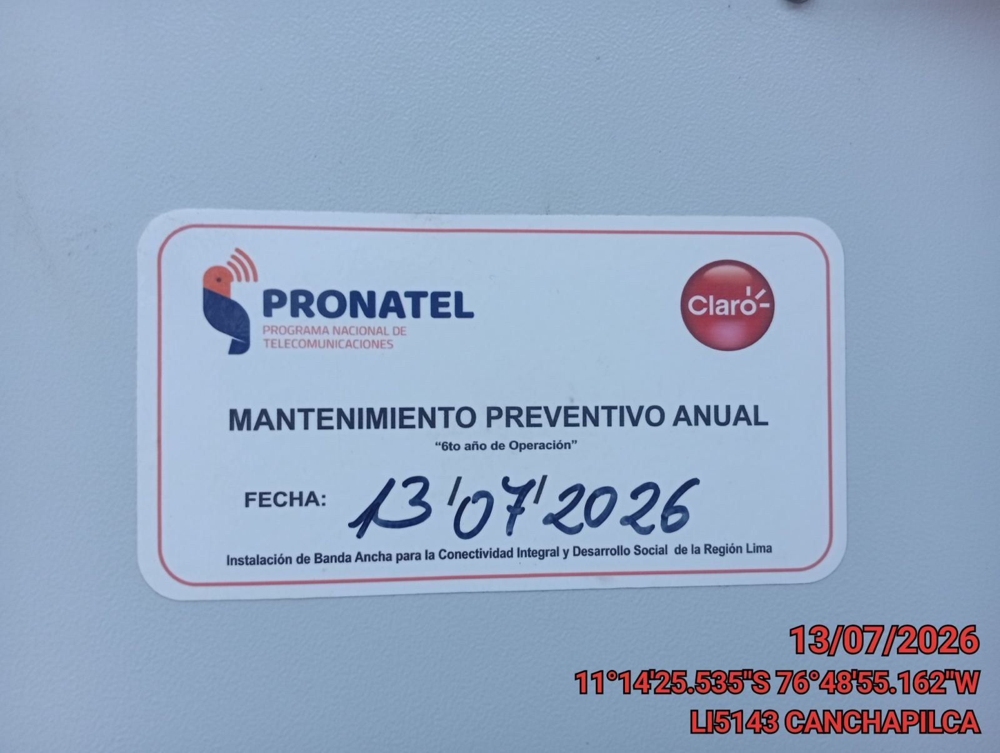 PRONATEL
PROGRAMA NACIONAL DE
TELECOMUNICACIONES
Claro
MANTENIMIENTO PREVENTIVO ANUAL
“6to año de Operación”
FECHA: 13/07/2026
Instalación de Banda Ancha para la Conectividad Integral y Desarrollo Social de la Región Lima
13/07/2026
11°14'25.535"S 76°48'55.162"W
LI5143 CANCHAPILCA